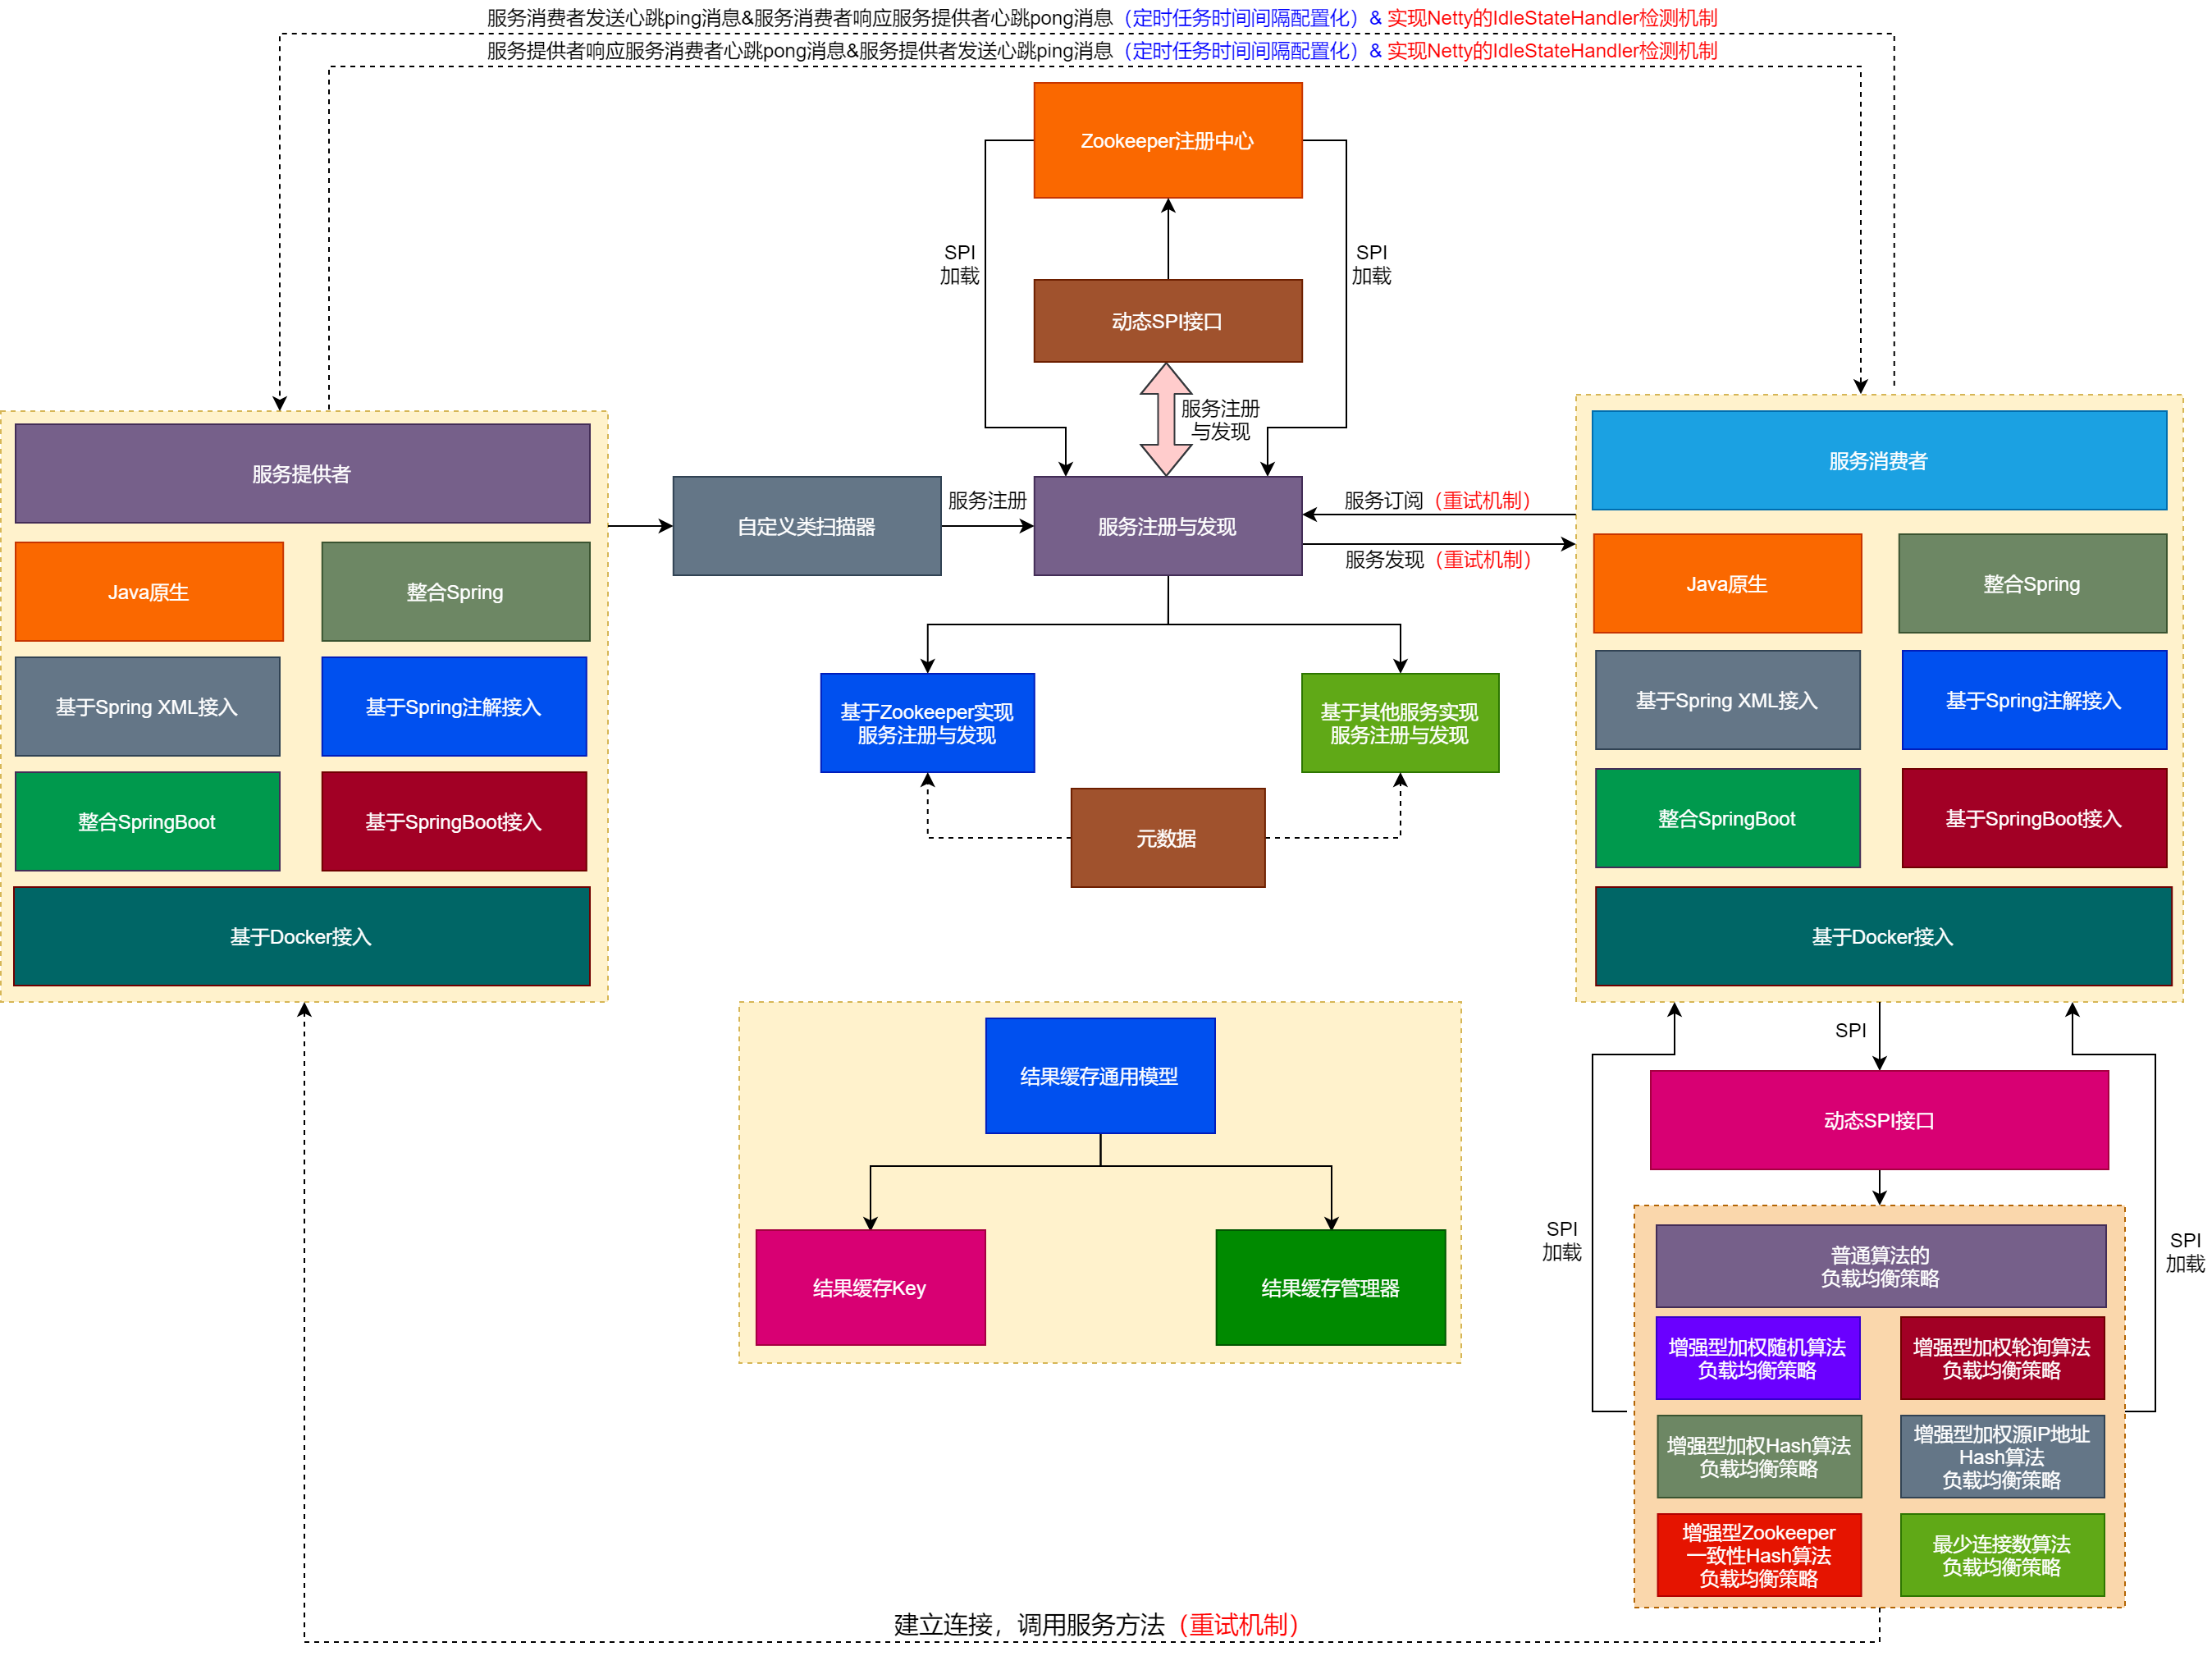 服务消费者发送心跳ping消息&服务消费者响应服务提供者心跳pong消息（定时任务时间间隔配置化）& 实现Netty的IdleStateHandler检测机制
服务提供者响应服务消费者心跳pong消息&服务提供者发送心跳ping消息（定时任务时间间隔配置化）& 实现Netty的IdleStateHandler检测机制
Zookeeper注册中心
SPI
加载
SPI
加载
动态SPI接口
服务注册
与发现
服务提供者
Java原生
整合Spring
基于Spring XML接入
基于Spring注解接入
整合SpringBoot
基于SpringBoot接入
基于Docker接入
自定义类扫描器
服务注册
服务注册与发现
服务订阅（重试机制）
服务发现（重试机制）
基于Zookeeper实现
服务注册与发现
基于其他服务实现
服务注册与发现
元数据
服务消费者
Java原生
整合Spring
基于Spring XML接入
基于Spring注解接入
整合SpringBoot
基于SpringBoot接入
基于Docker接入
结果缓存通用模型
结果缓存Key
结果缓存管理器
SPI
动态SPI接口
SPI
加载
SPI
加载
普通算法的
负载均衡策略
增强型加权随机算法
负载均衡策略
增强型加权轮询算法
负载均衡策略
增强型加权Hash算法
负载均衡策略
增强型加权源IP地址
Hash算法
负载均衡策略
增强型Zookeeper
一致性Hash算法
负载均衡策略
最少连接数算法
负载均衡策略
建立连接，调用服务方法（重试机制）